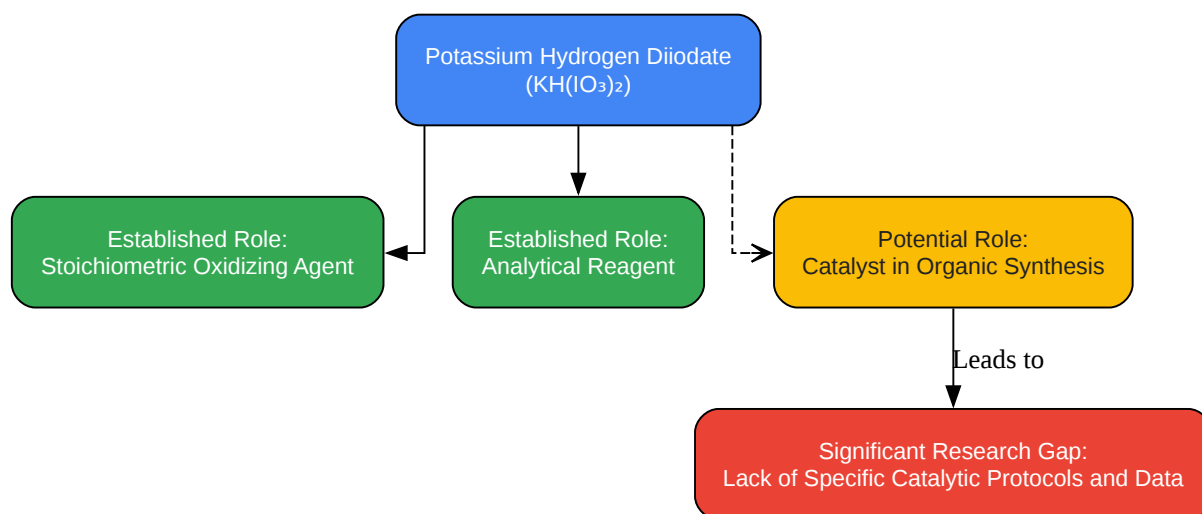 Potassium Hydrogen Diiodate
(KH(IO₃)₂)
Established Role:
Stoichiometric Oxidizing Agent
Established Role:
Analytical Reagent
Potential Role:
Catalyst in Organic Synthesis
Leads to
Significant Research Gap:
Lack of Specific Catalytic Protocols and Data